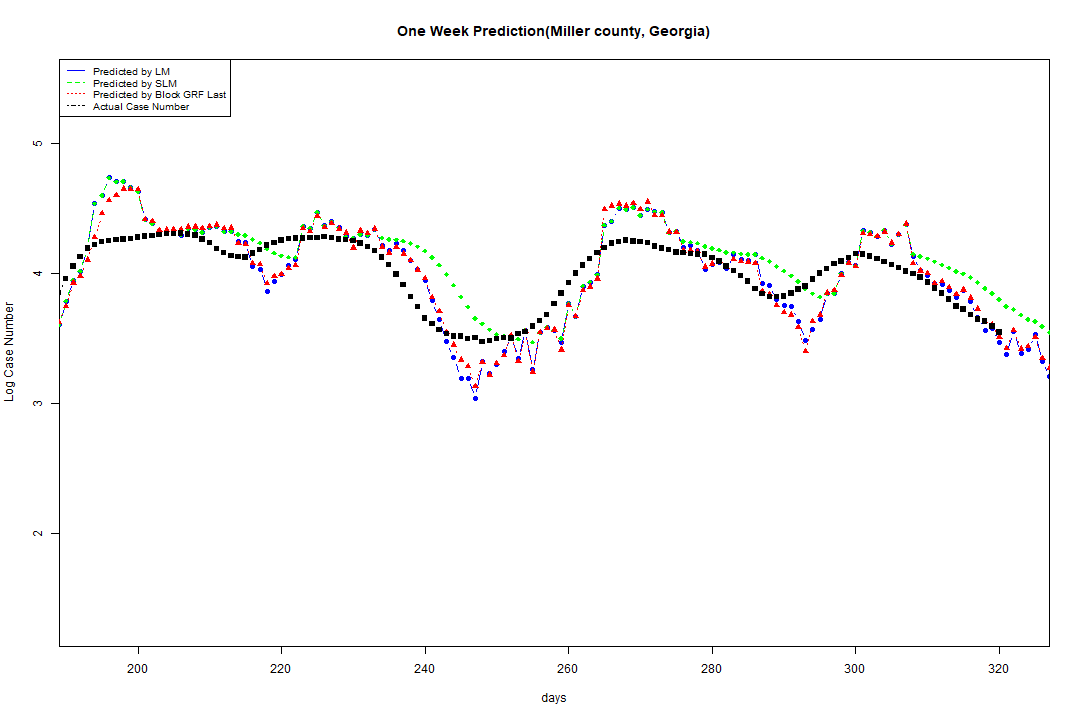 One Week Prediction(Miller county, Georgia)
Predicted by LM
Predicted by SLM
Predicted by Block GRF Last
Actual Case Number
5
4
3
2
Log Case Number
200 220 240 260 280 300 320
days